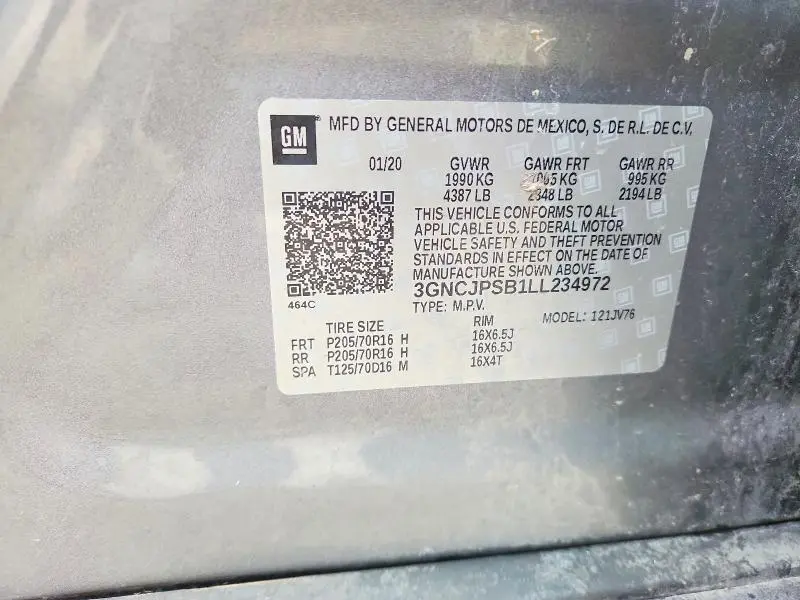 GM
MFD BY GENERAL MOTORS DE MEXICO, S. DE R.L. DE C.V.
01/20 GVWR GAWR FRT GAWR RR
1990 KG KG 995 KG
4387 LB 2348 LB 2194 LB
THIS VEHICLE CONFORMS TO ALL
APPLICABLE U.S. FEDERAL MOTOR
VEHICLE SAFETY AND THEFT PREVENTION
STANDARDS IN EFFECT ON THE DATE OF
MANUFACTURE SHOWN ABOVE.
3GNCJPSB1LL234972
464C
TYPE: M.P.V. MODEL: 121JV76
TIRE SIZE RIM
FRT P205/70R16 H 16X6.5J
RR P205/70R16 H 16X6.5J
SPA T125/70D16 M 16X4T